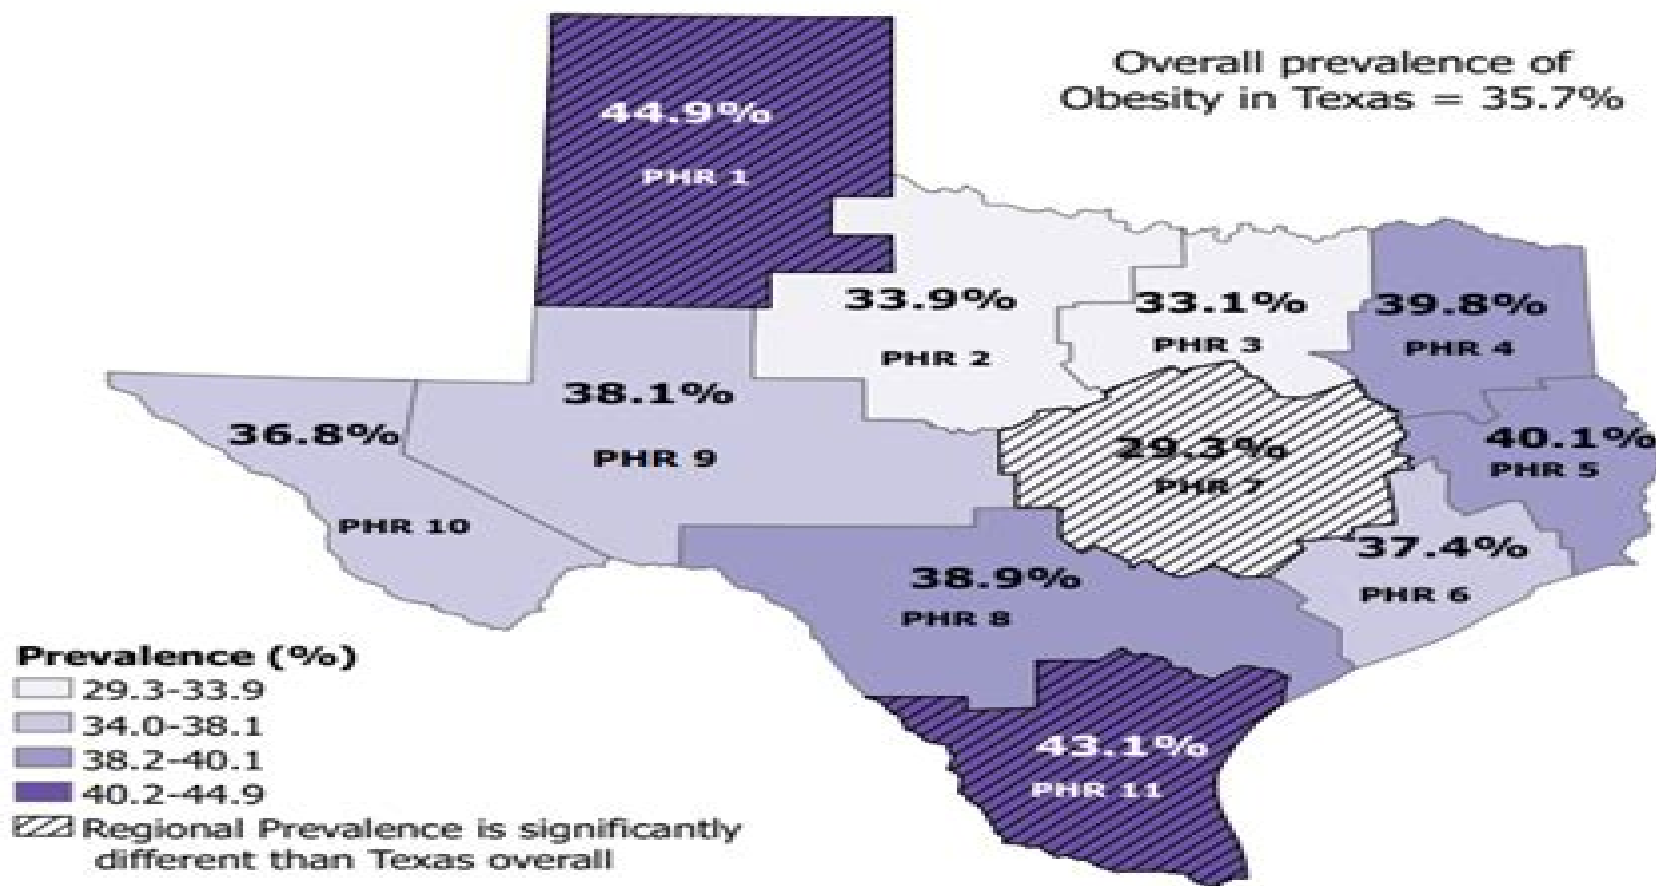 Overall prevalence of
Obesity in Texas = 35.7%
44.9%
PHR 1
33.9%
PHR 2
33.1%
PHR 3
39.8%
PHR 4
38.1%
PHR 9
36.8%
PHR 10
29.3%
PHR 7
40.1%
PHR 5
37.4%
PHR 6
38.9%
PHR 8
43.1%
PHR 11
Prevalence (%)
29.3-33.9
34.0-38.1
38.2-40.1
40.2-44.9
Regional Prevalence is significantly
different than Texas overall